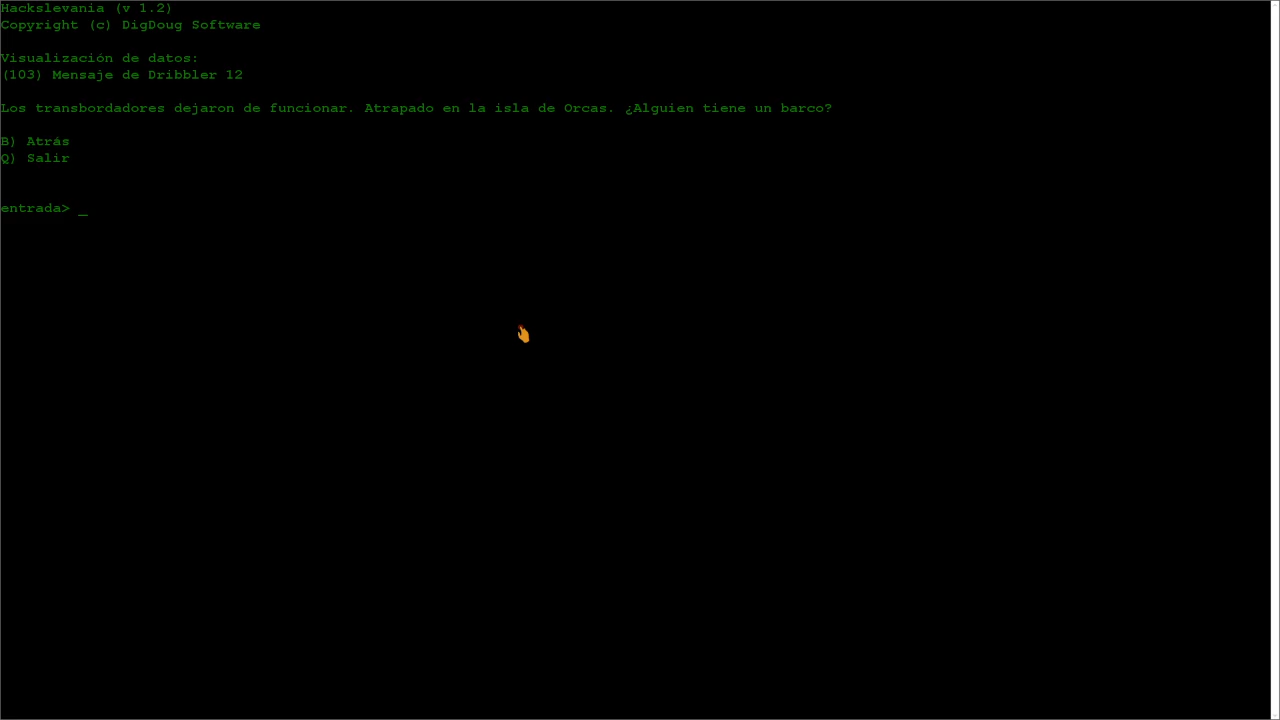 Hackslevania (v 1.2)
Copyright (c) DigDoug Software
Visualización de datos:
(103) Mensaje de Dribbler 12
Los transbordadores dejaron de funcionar. Atrapado en la isla de Orcas. ¿Alguien tiene un barco?
B) Atrás
Q) Salir
entrada> _